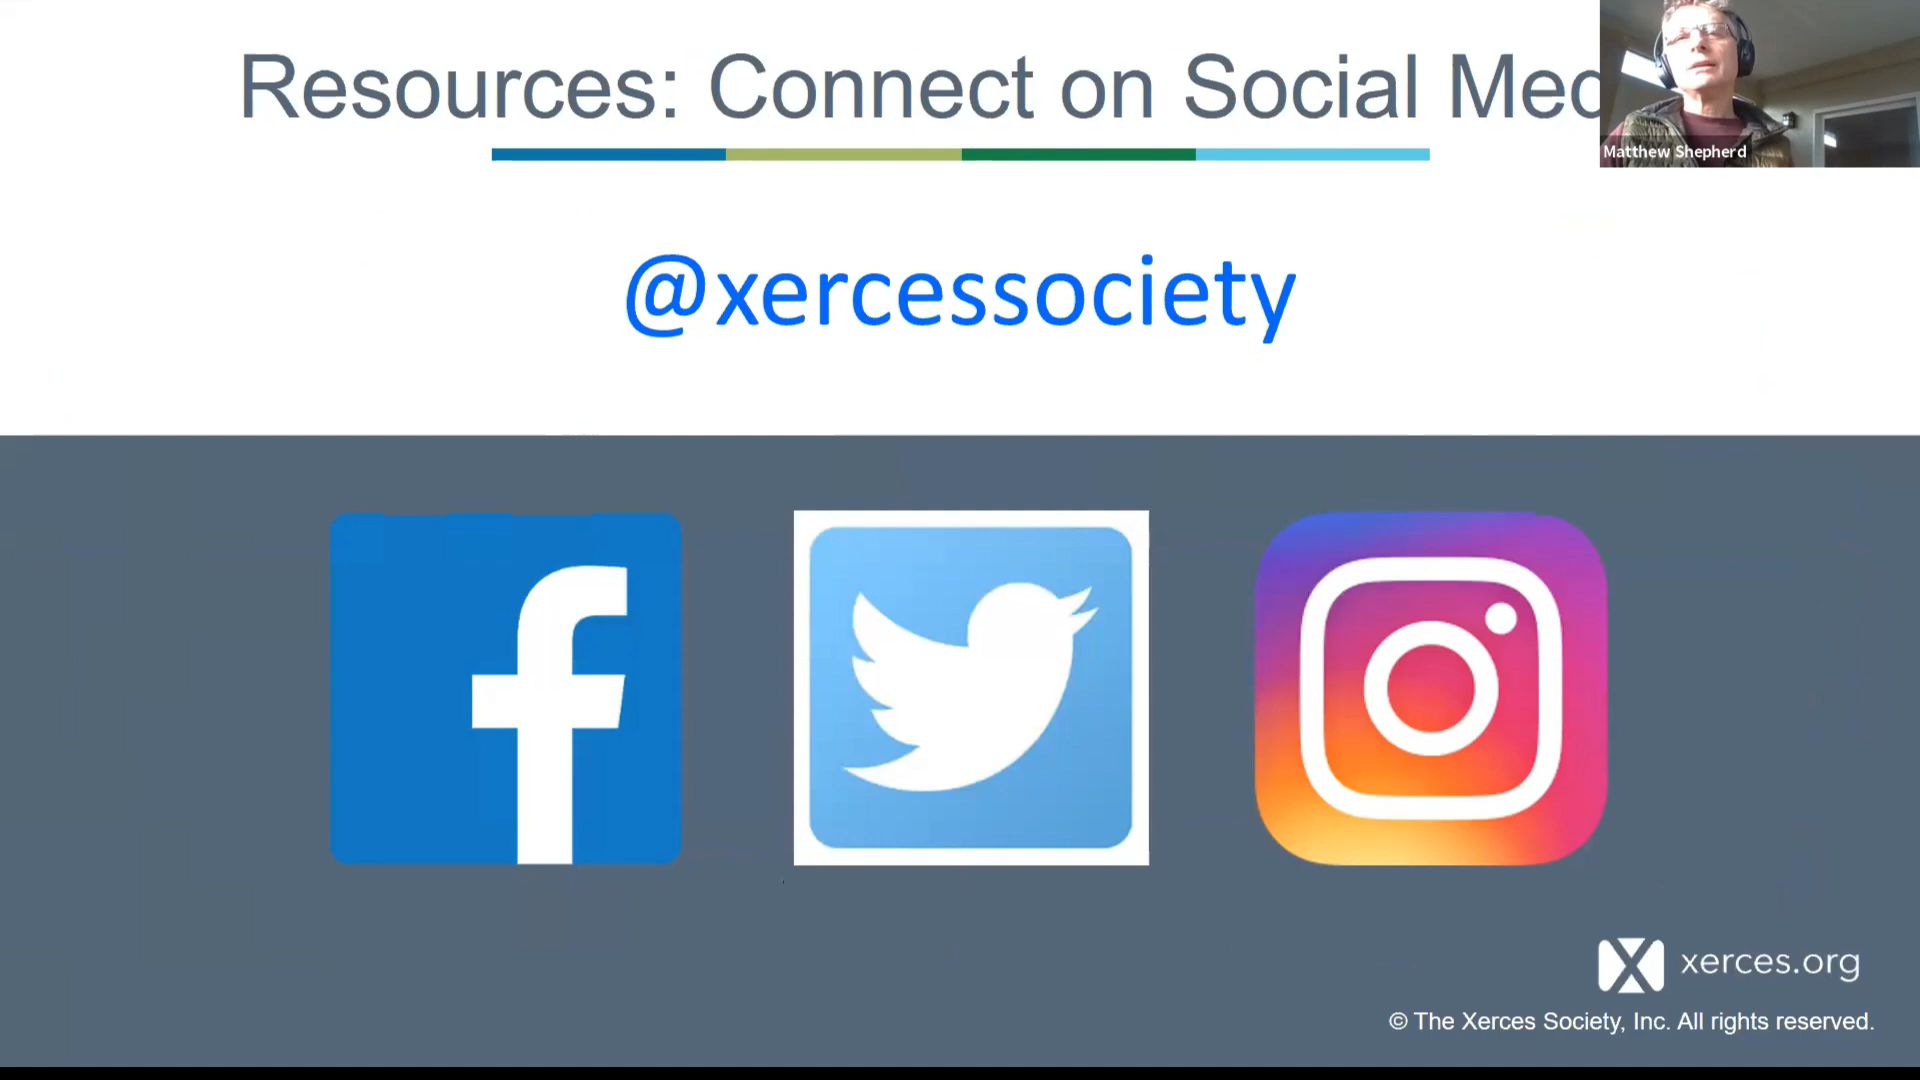 Resources: Connect on Social Med
Matthew Shepherd
@xercessociety
xerces.org
© The Xerces Society, Inc. All rights reserved.